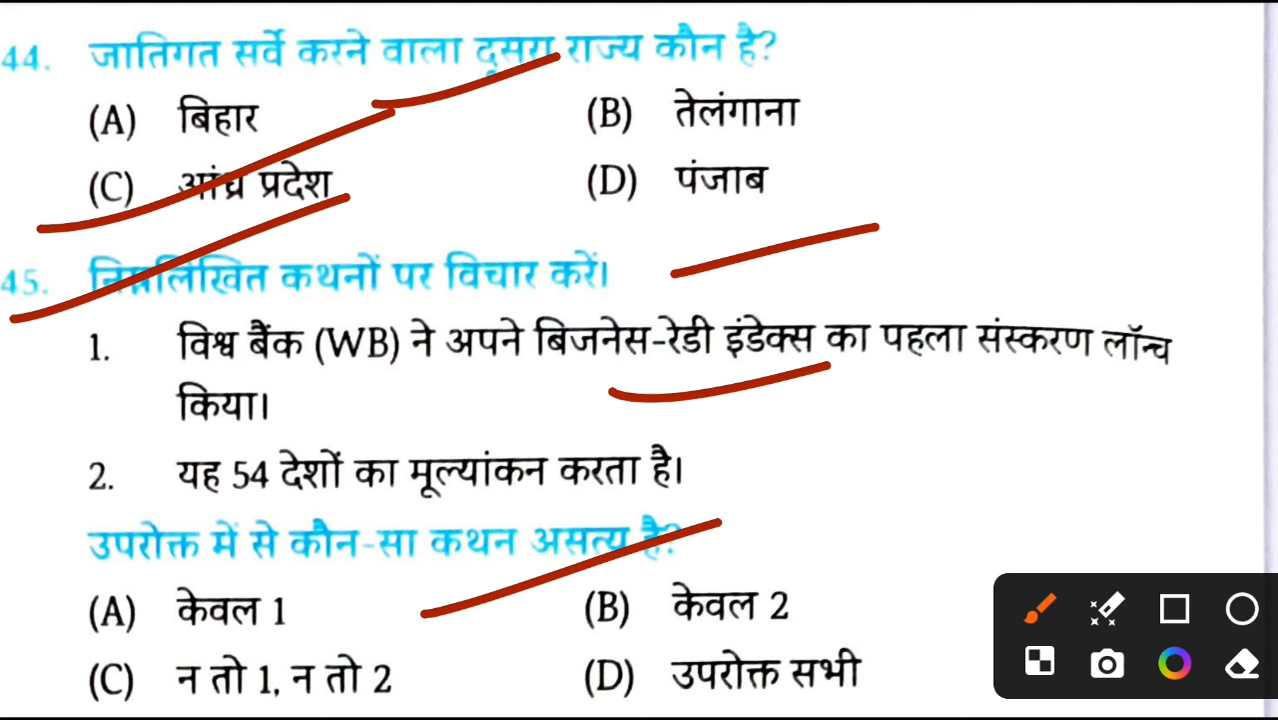 44. जातिगत सर्वे करने वाला दूसरा राज्य कौन है?
(A) बिहार (B) तेलंगाना
(C) आंध्र प्रदेश (D) पंजाब
45. निम्नलिखित कथनों पर विचार करें।
1. विश्व बैंक (WB) ने अपने बिजनेस-रेडी इंडेक्स का पहला संस्करण लॉन्च
किया।
2. यह 54 देशों का मूल्यांकन करता है।
उपरोक्त में से कौन-सा कथन असत्य है?
(A) केवल 1 (B) केवल 2
(C) न तो 1, न तो 2 (D) उपरोक्त सभी